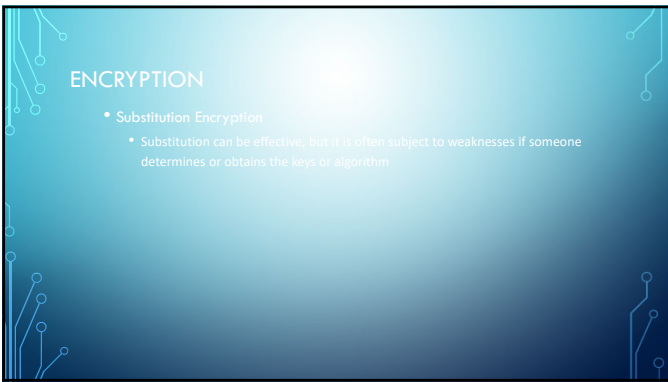 ENCRYPTION
• Substitution Encryption
• Substitution can be effective, but it is often subject to weaknesses if someone
determines or obtains the keys or algorithm